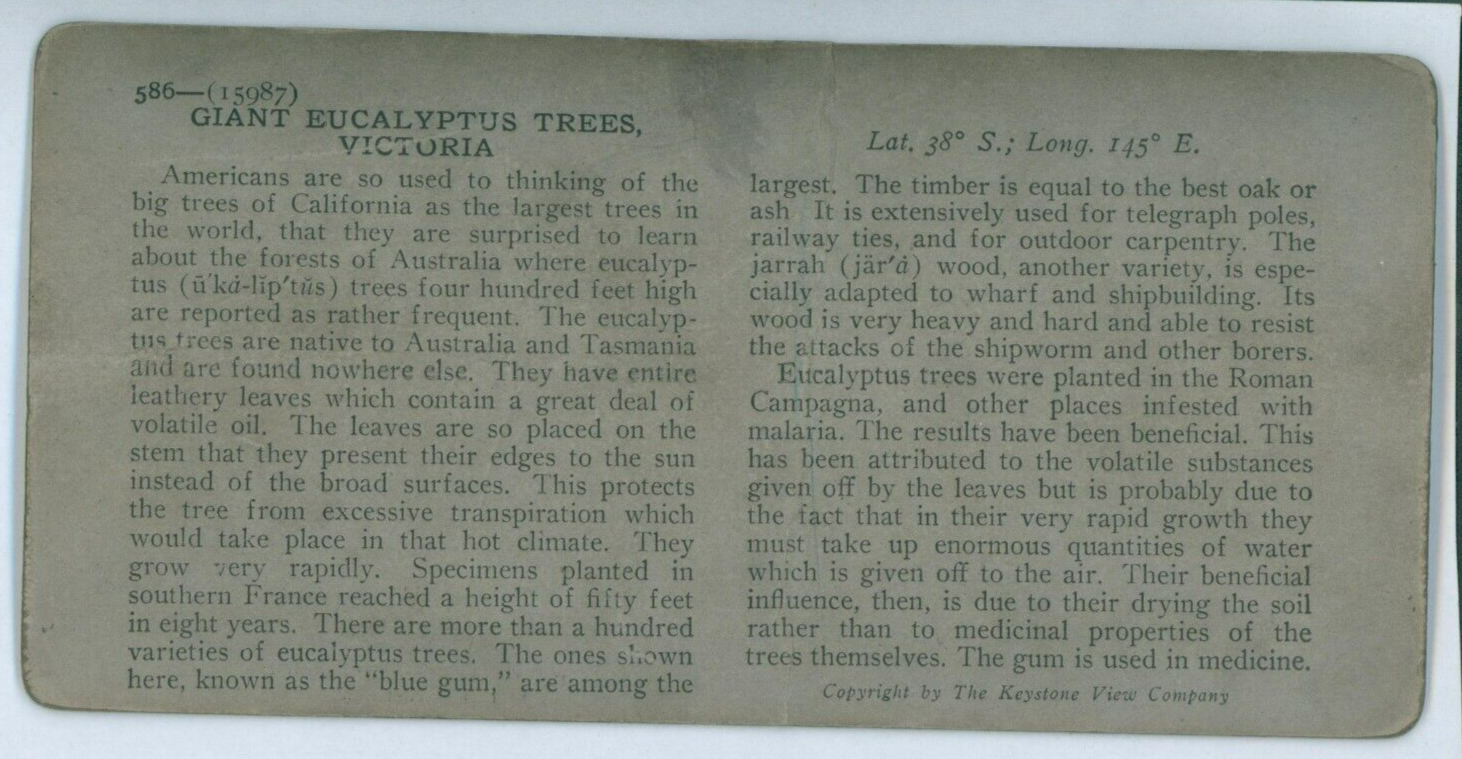 586—(15987)
GIANT EUCALYPTUS TREES,
VICTORIA
Americans are so used to thinking of the
big trees of California as the largest trees in
the world, that they are surprised to learn
about the forests of Australia where eucalyp-
tus (ū'ká-lĭp'tŭs) trees four hundred feet high
are reported as rather frequent. The eucalyp-
tus trees are native to Australia and Tasmania
and are found nowhere else. They have entire
leathery leaves which contain a great deal of
volatile oil. The leaves are so placed on the
stem that they present their edges to the sun
instead of the broad surfaces. This protects
the tree from excessive transpiration which
would take place in that hot climate. They
grow very rapidly. Specimens planted in
southern France reached a height of fifty feet
in eight years. There are more than a hundred
varieties of eucalyptus trees. The ones shown
here, known as the "blue gum," are among the
Lat. 38° S.; Long. 145° E.
largest. The timber is equal to the best oak or
ash It is extensively used for telegraph poles,
railway ties, and for outdoor carpentry. The
jarrah (jär'á) wood, another variety, is espe-
cially adapted to wharf and shipbuilding. Its
wood is very heavy and hard and able to resist
the attacks of the shipworm and other borers.
Eucalyptus trees were planted in the Roman
Campagna, and other places infested with
malaria. The results have been beneficial. This
has been attributed to the volatile substances
given off by the leaves but is probably due to
the fact that in their very rapid growth they
must take up enormous quantities of water
which is given off to the air. Their beneficial
influence, then, is due to their drying the soil
rather than to medicinal properties of the
trees themselves. The gum is used in medicine.
Copyright by The Keystone View Company